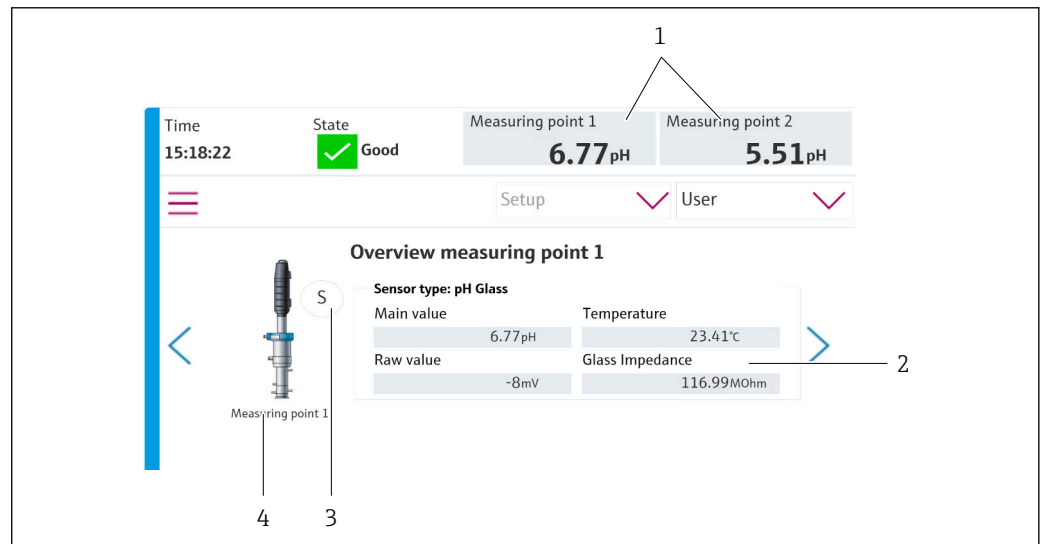 1
Time State Measuring point 1 Measuring point 2
15:18:22 Good 6.77pH 5.51pH
Setup User
Overview measuring point 1
S
Sensor type: pH Glass
Main value Temperature
6.77pH 23.41°C
Raw value Glass Impedance
2
-8mV 116.99MOhm
Measuring point 1
4 3